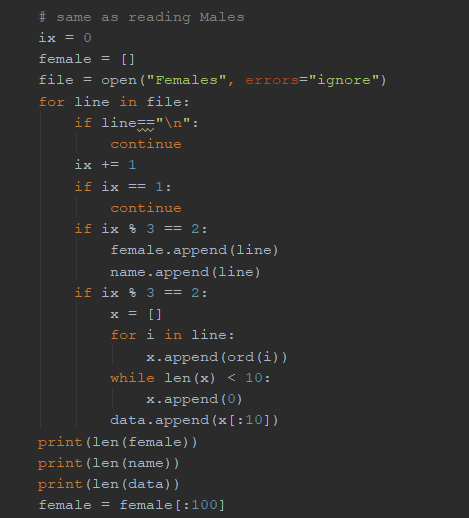 # same as reading Males
ix = 0
female = []
file = open("Females", errors="ignore")
for line in file:
    if line=="\n":
        continue
    ix += 1
    if ix == 1:
        continue
    if ix % 3 == 2:
        female.append(line)
        name.append(line)
    if ix % 3 == 2:
        x = []
        for i in line:
            x.append(ord(i))
        while len(x) < 10:
            x.append(0)
        data.append(x[:10])
print(len(female))
print(len(name))
print(len(data))
female = female[:100]